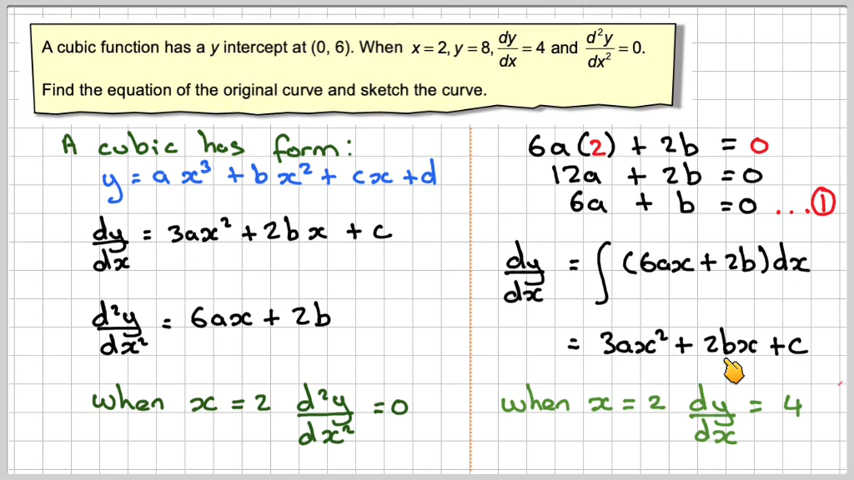 A cubic function has a y intercept at (0, 6). When x = 2, y = 8, dy/dx = 4 and d²y/dx² = 0.
Find the equation of the original curve and sketch the curve.
A cubic has form:
y = ax³ + bx² + cx + d
dy/dx = 3ax² + 2bx + c
d²y/dx² = 6ax + 2b
when x = 2 d²y/dx² = 0
6a(2) + 2b = 0
12a + 2b = 0
6a + b = 0 ...①
dy/dx = ∫(6ax + 2b)dx
= 3ax² + 2bx + c
when x = 2 dy/dx = 4